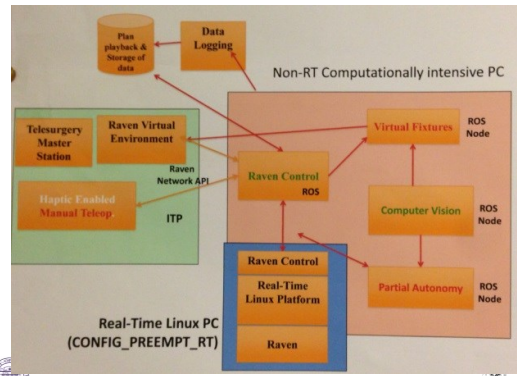 Plan
playback &
Storage of
data
Data
Logging
Non-RT Computationally intensive PC
Telesurgery
Master
Station
Raven Virtual
Environment
Virtual Fixtures
ROS
Node
Raven
Network API
Raven Control
ROS
Haptic Enabled
Manual Teleop.
ITP
Computer Vision
ROS
Node
Raven Control
Real-Time
Linux Platform
Raven
Partial Autonomy
ROS
Node
Real-Time Linux PC
(CONFIG_PREEMPT_RT)